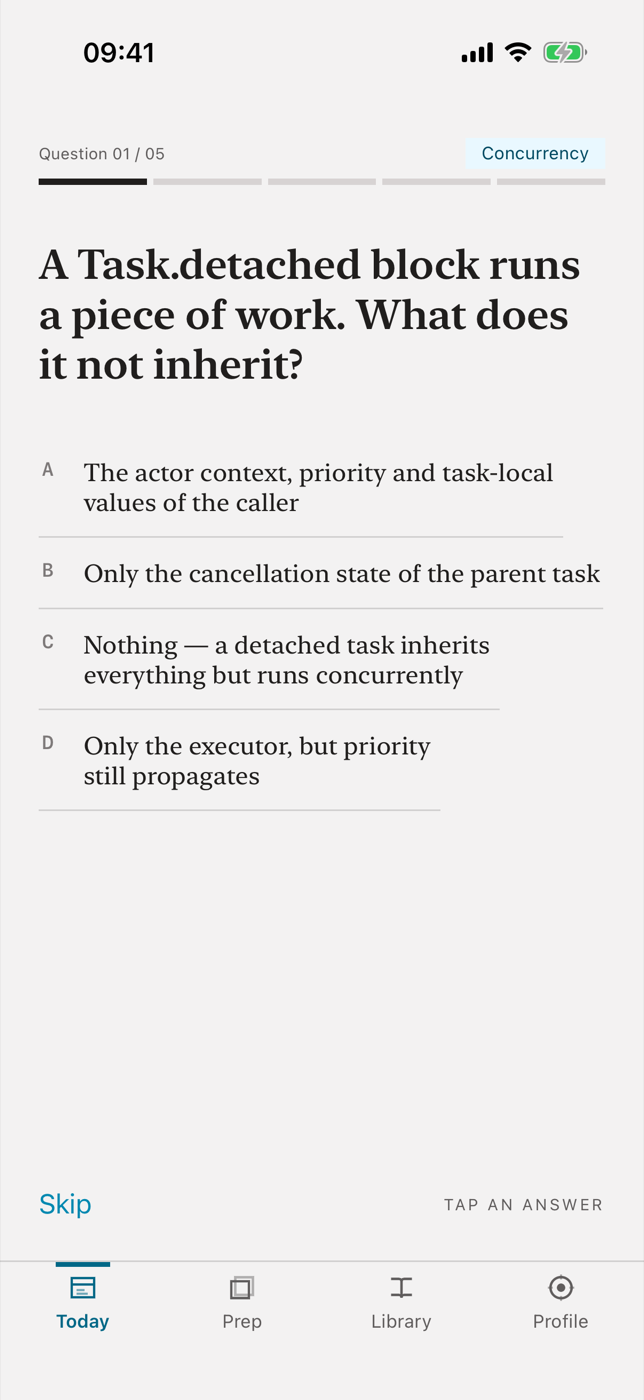 09:41
Question 01 / 05
Concurrency
A Task.detached block runs
a piece of work. What does
it not inherit?
A
The actor context, priority and task-local
values of the caller
B
Only the cancellation state of the parent task
C
Nothing — a detached task inherits
everything but runs concurrently
D
Only the executor, but priority
still propagates
Skip
TAP AN ANSWER
Today
Prep
Library
Profile